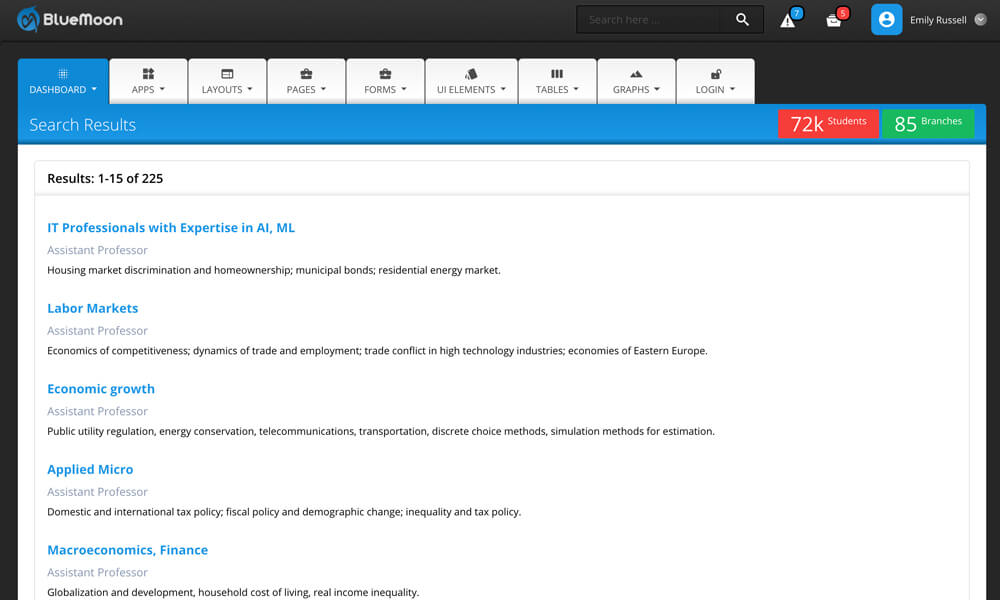 BlueMoon
Search here ...
7
5
Emily Russell
DASHBOARD
APPS
LAYOUTS
PAGES
FORMS
UI ELEMENTS
TABLES
GRAPHS
LOGIN
Search Results
72k Students
85 Branches
Results: 1-15 of 225
IT Professionals with Expertise in AI, ML
Assistant Professor
Housing market discrimination and homeownership; municipal bonds; residential energy market.
Labor Markets
Assistant Professor
Economics of competitiveness; dynamics of trade and employment; trade conflict in high technology industries; economies of Eastern Europe.
Economic growth
Assistant Professor
Public utility regulation, energy conservation, telecommunications, transportation, discrete choice methods, simulation methods for estimation.
Applied Micro
Assistant Professor
Domestic and international tax policy; fiscal policy and demographic change; inequality and tax policy.
Macroeconomics, Finance
Assistant Professor
Globalization and development, household cost of living, real income inequality.